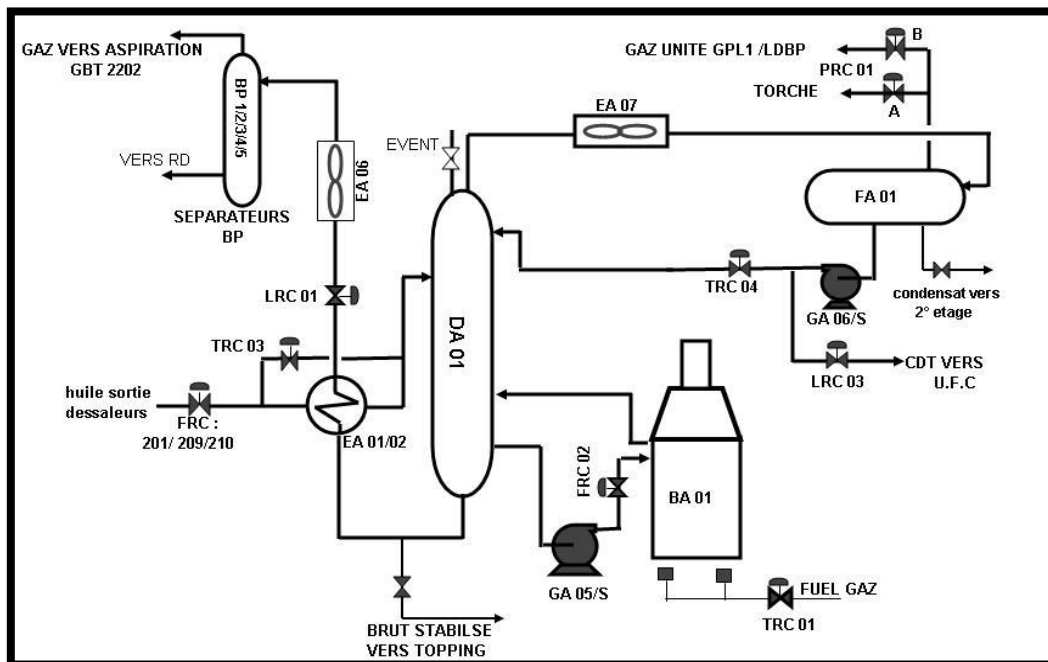 GAZ VERS ASPIRATION
GBT 2202
BP 1/2/3/4/5
VERS RD
SEPARATEURS
BP
EA 06
LRC 01
TRC 03
huile sortie
dessaleurs
FRC :
201/ 209/210
EA 01/02
EVENT
DA 01
EA 07
GAZ UNITE GPL1 /LDBP
B
PRC 01
TORCHE
A
FA 01
TRC 04
GA 06/S
condensat vers
2° etage
LRC 03
CDT VERS
U.F.C
FRC 02
BA 01
GA 05/S
FUEL GAZ
TRC 01
BRUT STABILSE
VERS TOPPING